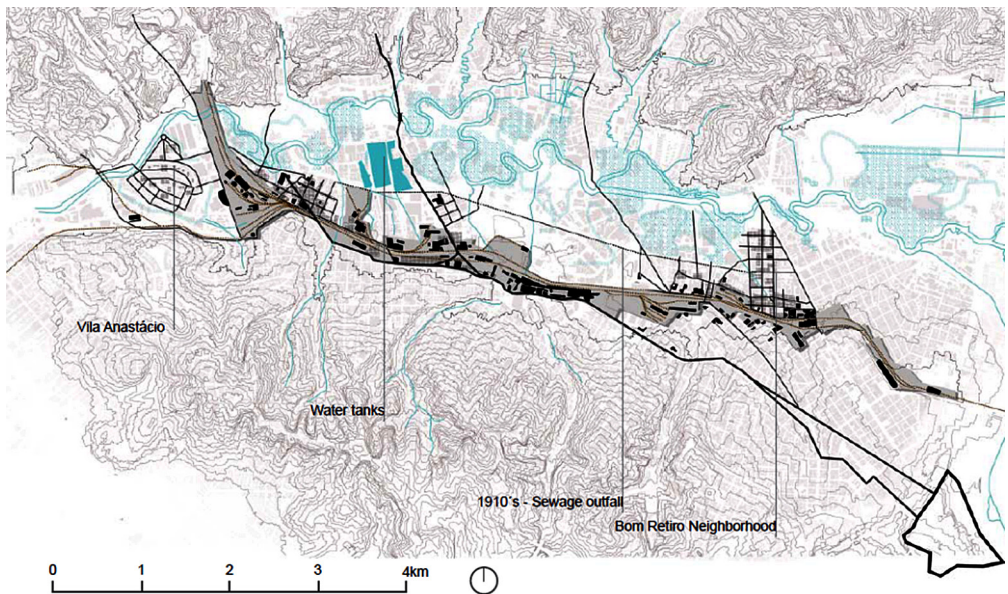 Vila Anastácio
Water tanks
1910´s - Sewage outfall
Bom Retiro Neighborhood
0 1 2 3 4km